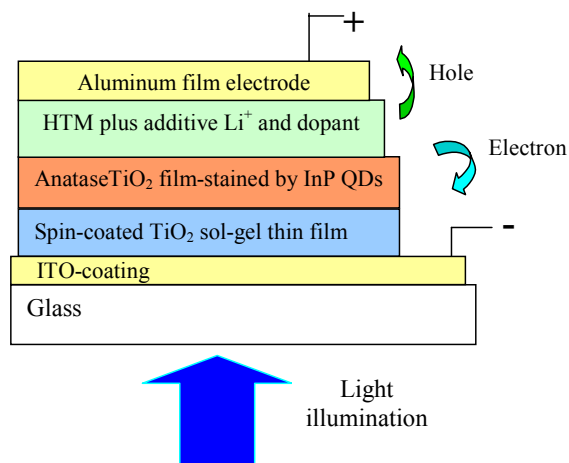 +
Aluminum film electrode
Hole
HTM plus additive Li⁺ and dopant
Electron
AnataseTiO₂ film-stained by InP QDs
Spin-coated TiO₂ sol-gel thin film
-
ITO-coating
Glass
Light
illumination